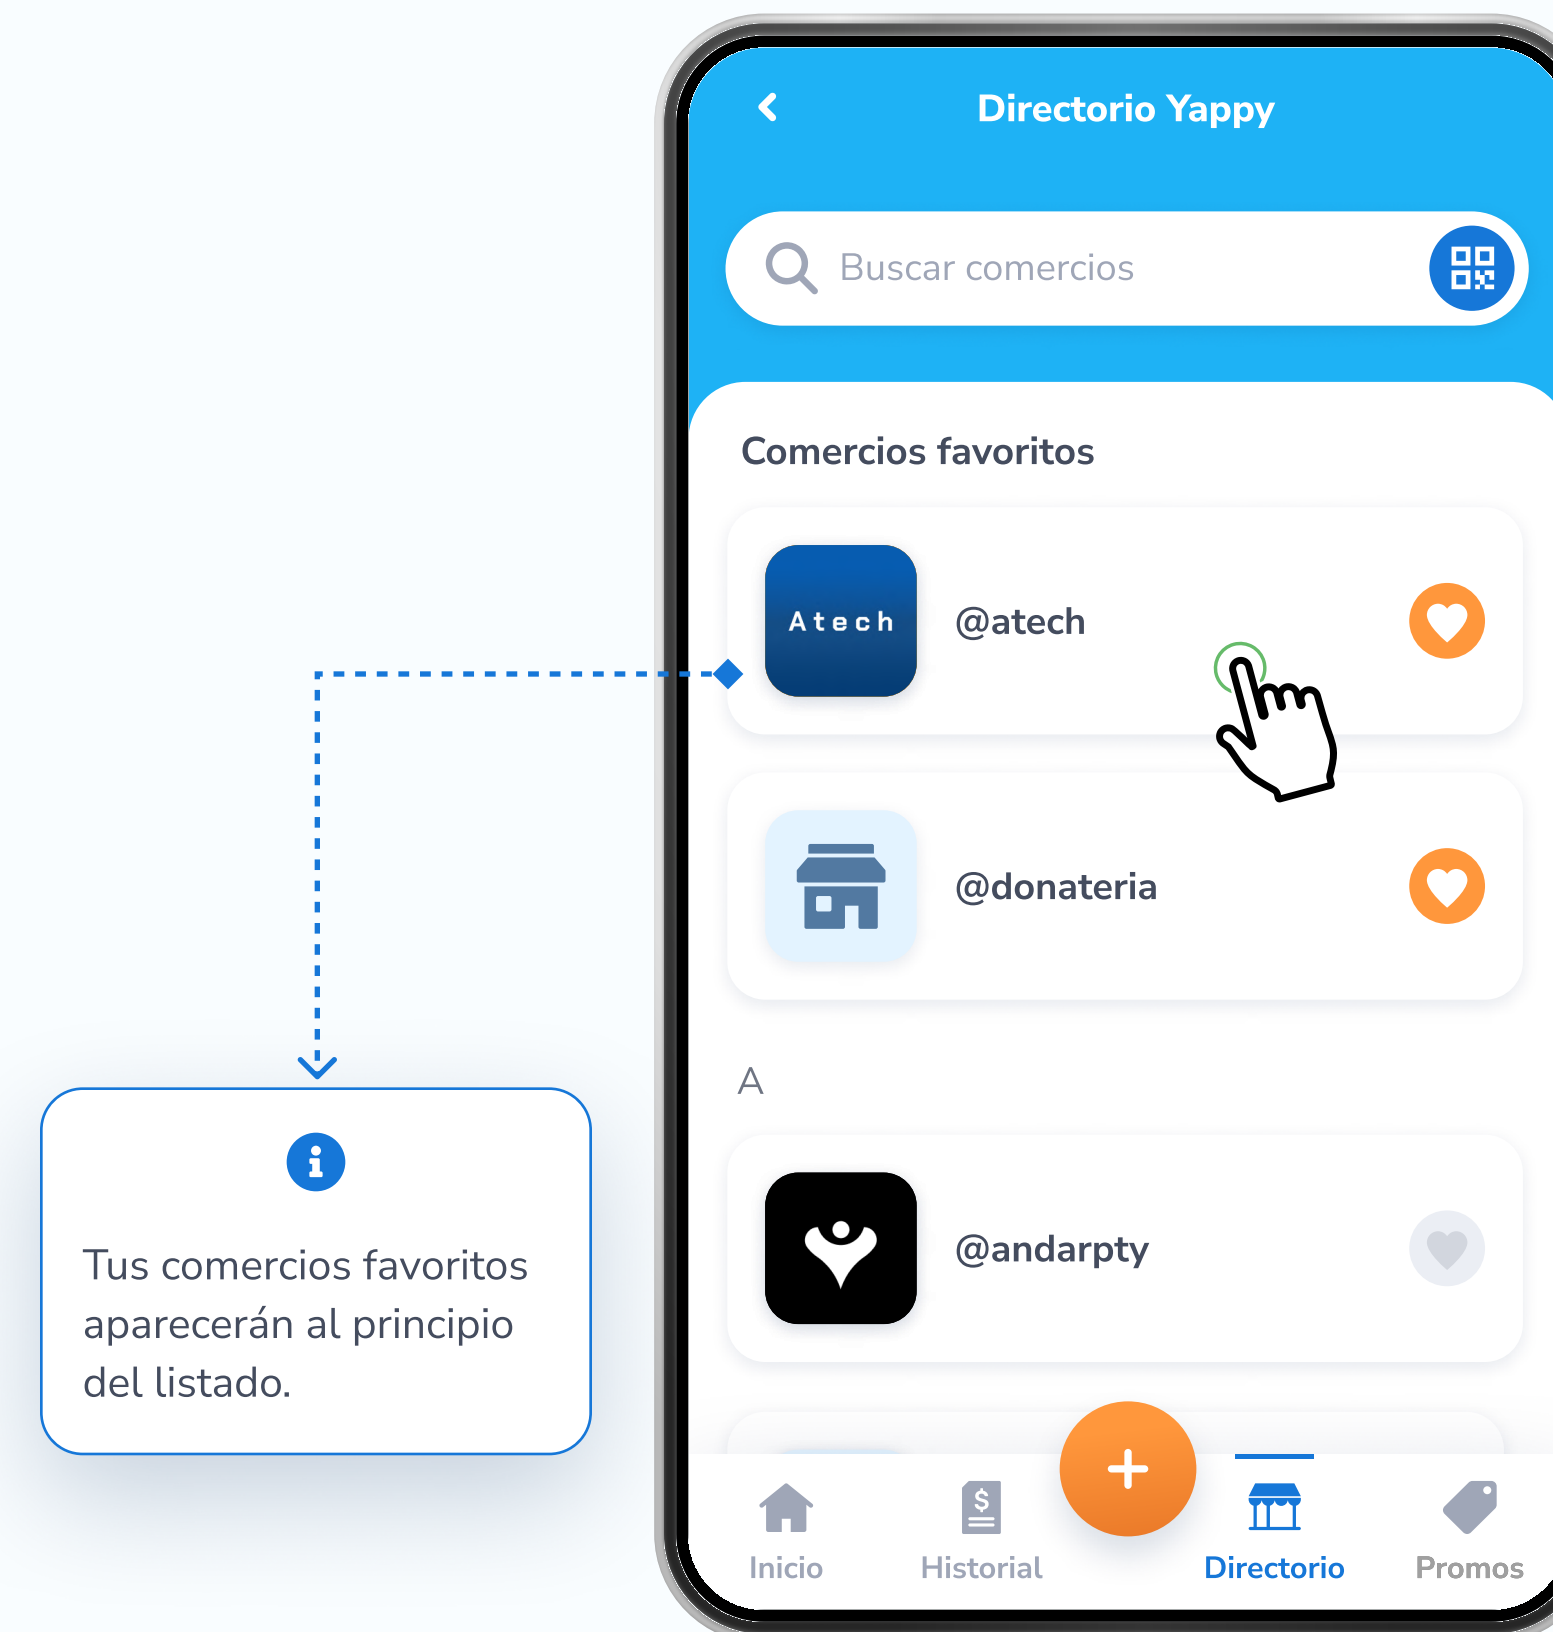 Directorio Yappy
Buscar comercios
Comercios favoritos
Atech
@atech
@donateria
A
@andarpty
Tus comercios favoritos
aparecerán al principio
del listado.
Inicio
Historial
Directorio
Promos